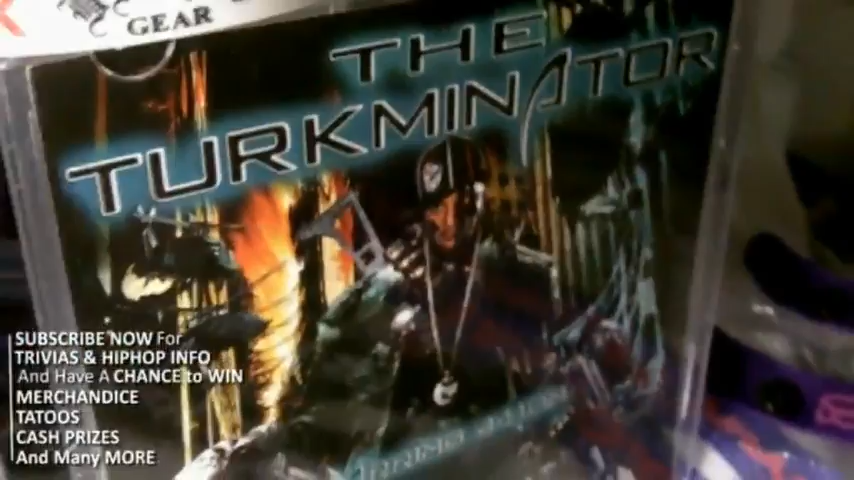 GEAR
THE
TURKMINATOR
SUBSCRIBE NOW For
TRIVIAS & HIPHOP INFO
And Have A CHANCE to WIN
MERCHANDICE
TATOOS
CASH PRIZES
And Many MORE